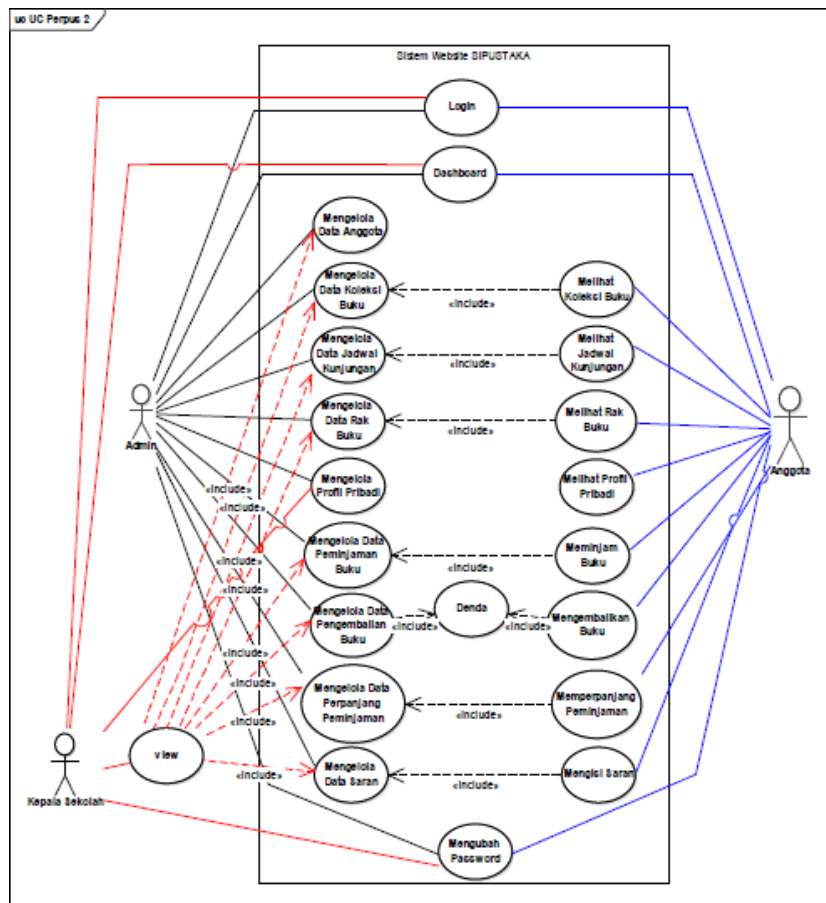 uc UC Perpus 2
Sistem Website SIPUSTAKA
Login
Dashboard
Mengelola
Data Anggota
Mengelola
Data Koleksi
Buku
«include»
Melihat
Koleksi Buku
Mengelola
Data Jadwal
Kunjungan
«include»
Melihat
Jadwal
Kunjungan
Admin
Mengelola
Data Rak
Buku
«include»
Melihat Rak
Buku
Anggota
«include»
«include»
Mengelola
Profil Pribadi
Melihat Profil
Pribadi
«include»
Mengelola Data
Peminjaman
Buku
«include»
Meminjam
Buku
«include»
«include»
Mengelola Data
Pengembalian
Buku
«include»
Denda
«include»
Mengembalikan
Buku
«include»
«include»
Mengelola Data
Perpanjang
Peminjaman
«include»
Memperpanjang
Peminjaman
Kepala Sekolah
view
«include»
Mengelola
Data Saran
«include»
Mengisi Saran
Mengubah
Password